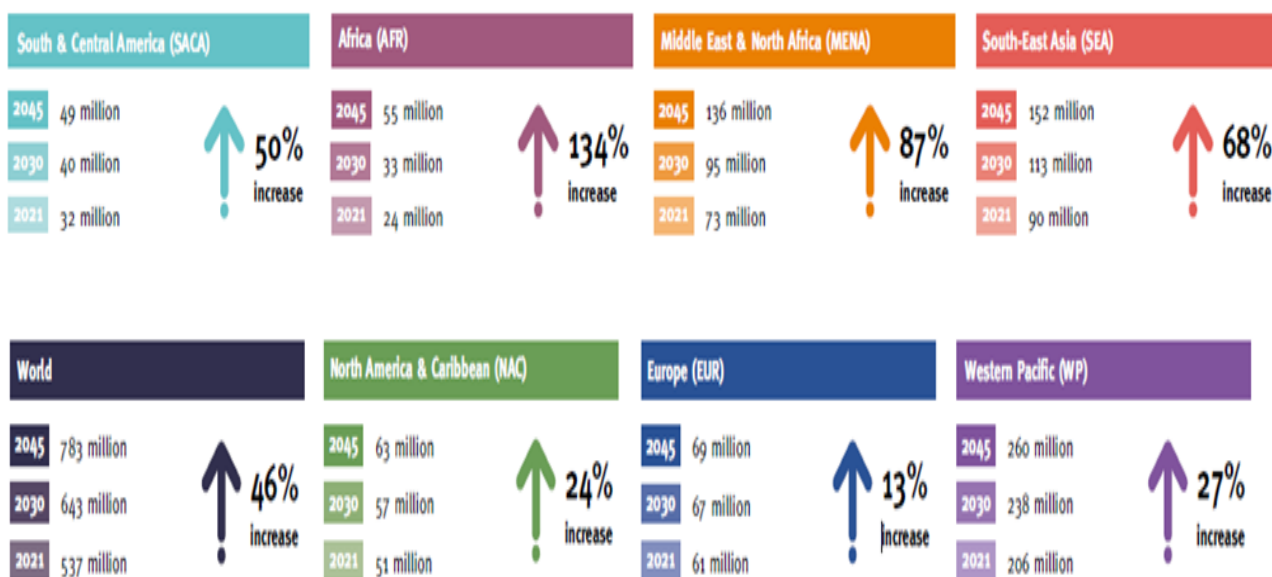 South & Central America (SACA)
2045 49 million
2030 40 million
2021 32 million
50%
increase
Africa (AFR)
2045 55 million
2030 33 million
2021 24 million
134%
increase
Middle East & North Africa (MENA)
2045 136 million
2030 95 million
2021 73 million
87%
increase
South-East Asia (SEA)
2045 152 million
2030 113 million
2021 90 million
68%
increase
World
2045 783 million
2030 643 million
2021 537 million
46%
increase
North America & Caribbean (NAC)
2045 63 million
2030 57 million
2021 51 million
24%
increase
Europe (EUR)
2045 69 million
2030 67 million
2021 61 million
13%
increase
Western Pacific (WP)
2045 260 million
2030 238 million
2021 206 million
27%
increase